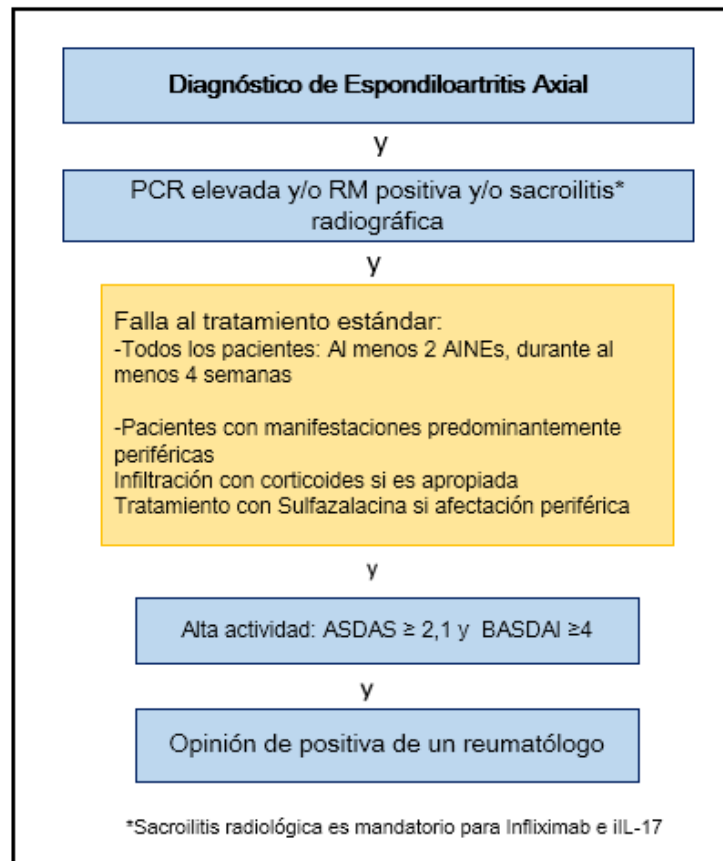 Diagnóstico de Espondiloartritis Axial
y
PCR elevada y/o RM positiva y/o sacroilitis*
radiográfica
y
Falla al tratamiento estándar:
-Todos los pacientes: Al menos 2 AINEs, durante al
menos 4 semanas
-Pacientes con manifestaciones predominantemente
periféricas
Infiltración con corticoides si es apropiada
Tratamiento con Sulfazalacina si afectación periférica
y
Alta actividad: ASDAS ≥ 2,1 y BASDAI ≥4
y
Opinión de positiva de un reumatólogo
*Sacroilitis radiológica es mandatorio para Infliximab e iIL-17